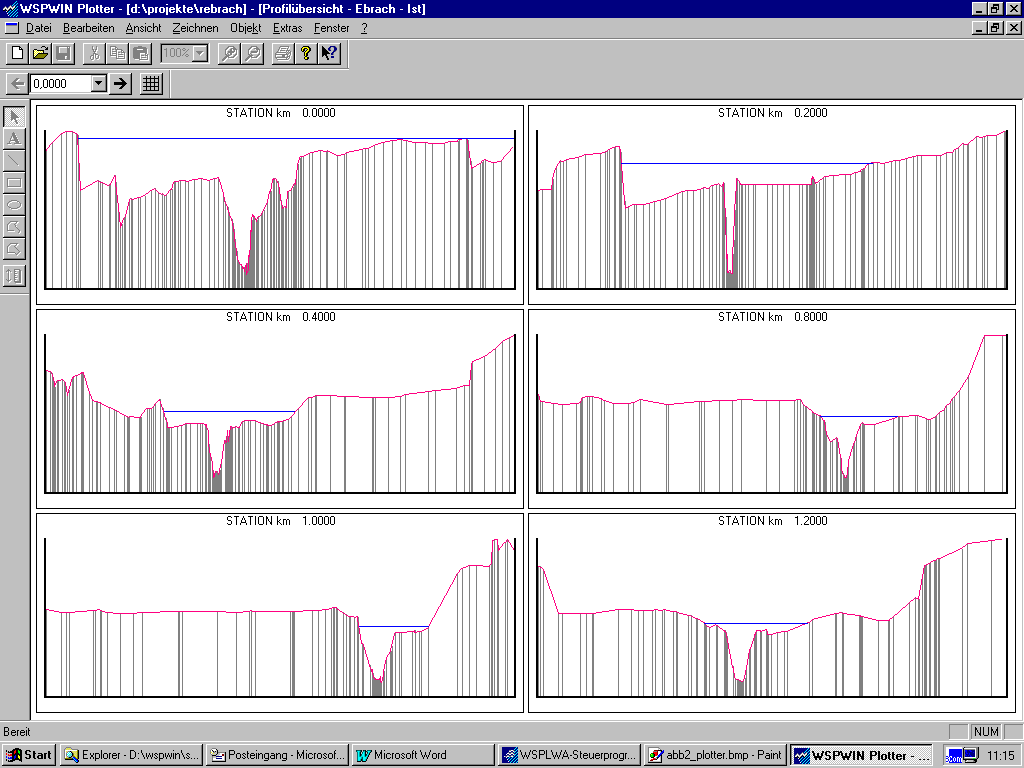 WSPWIN Plotter - [d:\projekte\rebrach] - [Profilübersicht - Ebrach - Ist]
Datei Bearbeiten Ansicht Zeichnen Objekt Extras Fenster ?
100%
0,0000
STATION km 0.0000
STATION km 0.2000
STATION km 0.4000
STATION km 0.8000
STATION km 1.0000
STATION km 1.2000
Bereit NUM
Start Explorer - D:\wspwin\s... Posteingang - Microsof... Microsoft Word WSPLWA-Steuerprogr... abb2_plotter.bmp - Paint WSPWIN Plotter - ... com 11:15